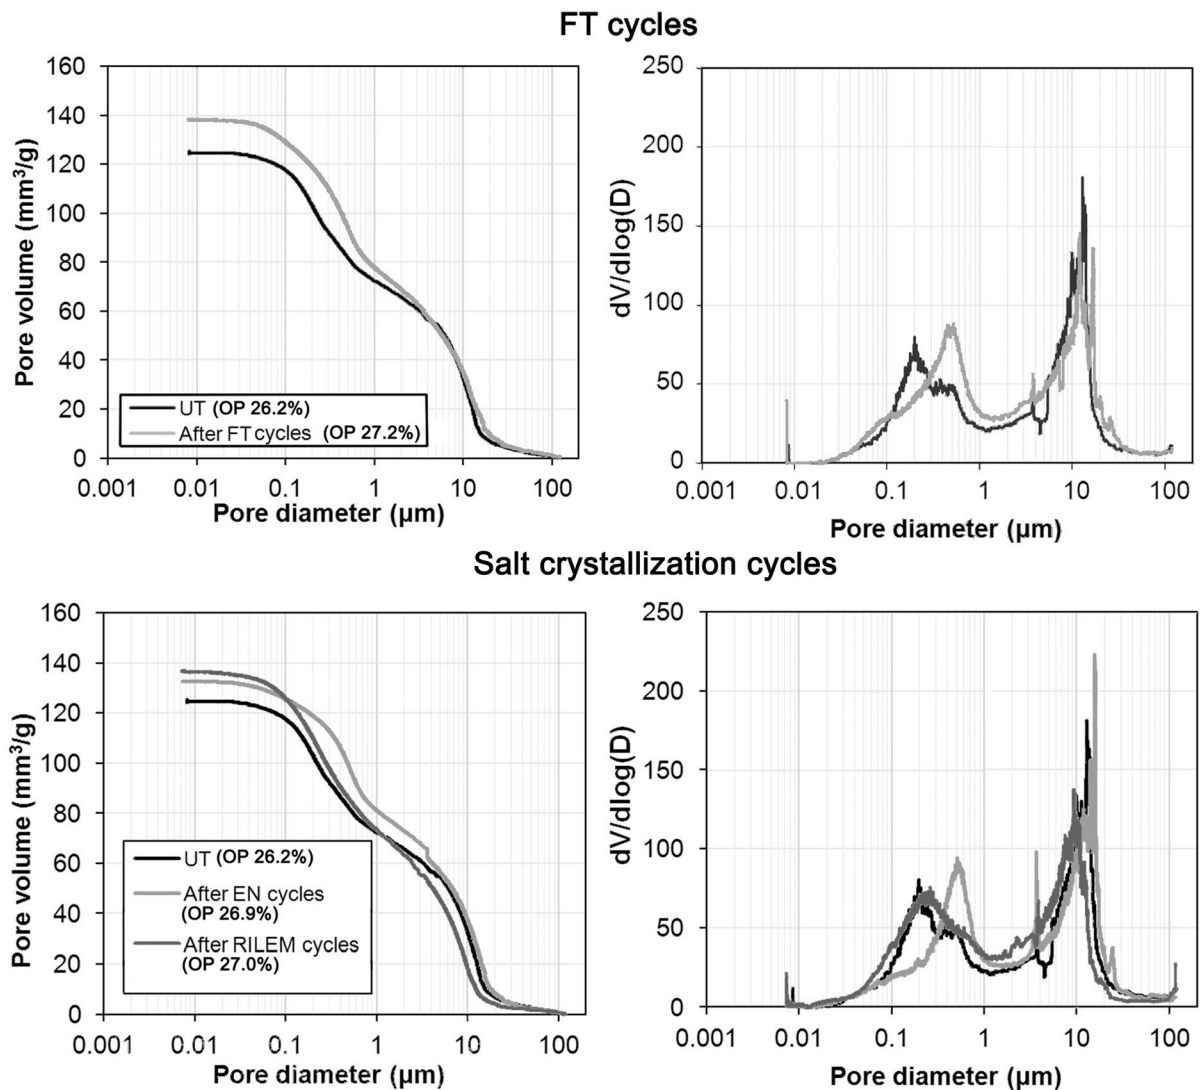 FT cycles
Pore volume (mm³/g)
160
140
120
100
80
60
40
20
0
UT (OP 26.2%)
After FT cycles (OP 27.2%)
0.001 0.01 0.1 1 10 100
Pore diameter (µm)
dV/dlog(D)
250
200
150
100
50
0
0.001 0.01 0.1 1 10 100
Pore diameter (µm)
Salt crystallization cycles
Pore volume (mm³/g)
160
140
120
100
80
60
40
20
0
UT (OP 26.2%)
After EN cycles
(OP 26.9%)
After RILEM cycles
(OP 27.0%)
0.001 0.01 0.1 1 10 100
Pore diameter (µm)
dV/dlog(D)
250
200
150
100
50
0
0.001 0.01 0.1 1 10 100
Pore diameter (µm)